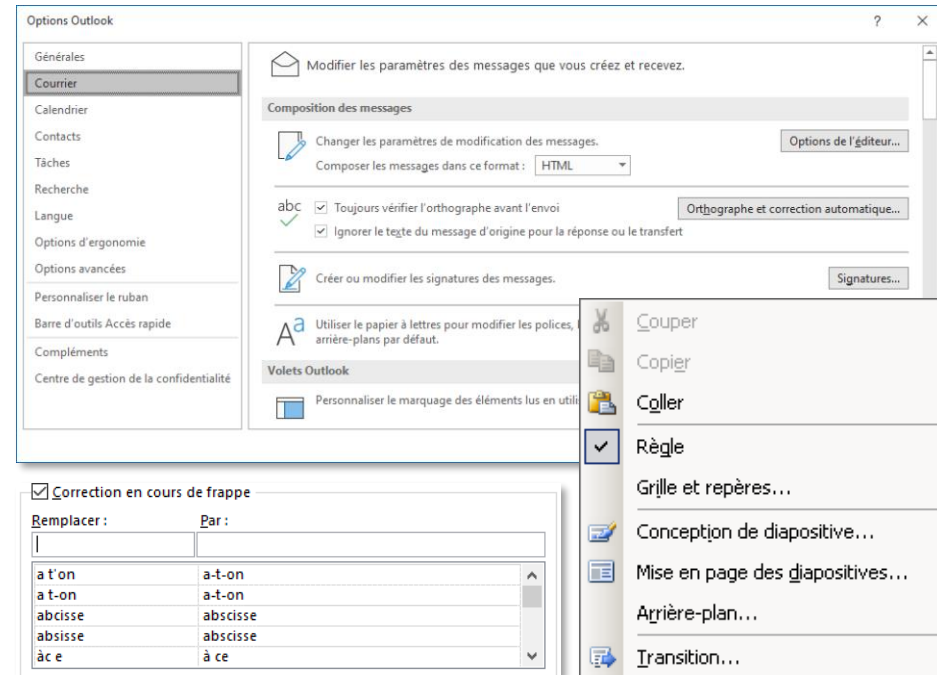 Options Outlook
?
Générales
Courrier
Calendrier
Contacts
Tâches
Recherche
Langue
Options d'ergonomie
Options avancées
Personnaliser le ruban
Barre d'outils Accès rapide
Compléments
Centre de gestion de la confidentialité
Modifier les paramètres des messages que vous créez et recevez.
Composition des messages
Changer les paramètres de modification des messages.
Options de l'éditeur...
Composer les messages dans ce format : HTML
abc
Toujours vérifier l'orthographe avant l'envoi
Orthographe et correction automatique...
Ignorer le texte du message d'origine pour la réponse ou le transfert
Créer ou modifier les signatures des messages.
Signatures...
Aa
Utiliser le papier à lettres pour modifier les polices,
arrière-plans par défaut.
Volets Outlook
Personnaliser le marquage des éléments lus en
Couper
Copier
Coller
Règle
Grille et repères...
Conception de diapositive...
Mise en page des diapositives...
Arrière-plan...
Transition...
Correction en cours de frappe
Remplacer : Par :
a t'on a-t-on
a t-on a-t-on
abcisse abscisse
absisse abscisse
àc e à ce